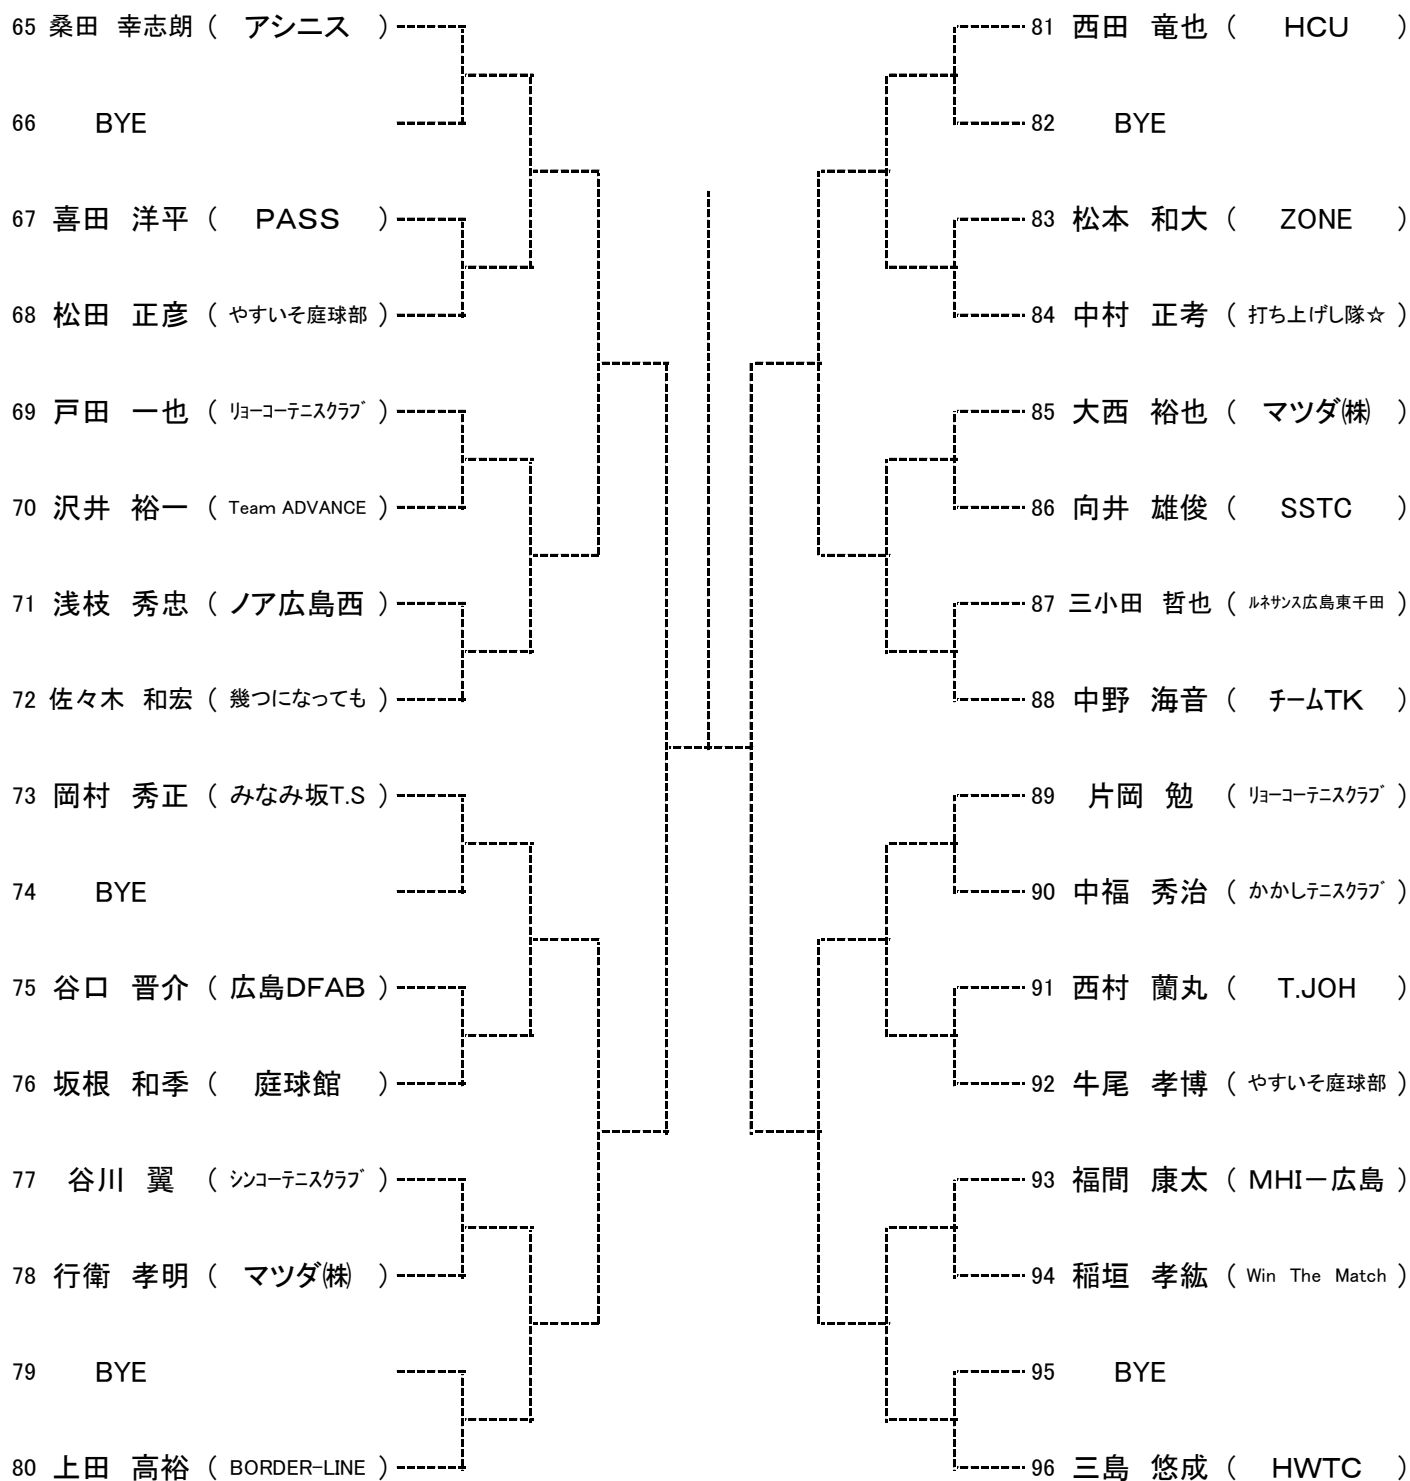 65 桑田 幸志朗 ( アシニス )
66 BYE
67 喜田 洋平 ( PASS )
68 松田 正彦 ( やすいそ庭球部 )
69 戸田 一也 ( ﾘｮｰｺｰﾃﾆｽｸﾗﾌﾞ )
70 沢井 裕一 ( Team ADVANCE )
71 浅枝 秀忠 ( ノア広島西 )
72 佐々木 和宏 ( 幾つになっても )
73 岡村 秀正 ( みなみ坂T.S )
74 BYE
75 谷口 晋介 ( 広島DFAB )
76 坂根 和季 ( 庭球館 )
77 谷川 翼 ( ｼﾝｺｰﾃﾆｽｸﾗﾌﾞ )
78 行衛 孝明 ( マツダ㈱ )
79 BYE
80 上田 高裕 ( BORDER-LINE )
81 西田 竜也 ( HCU )
82 BYE
83 松本 和大 ( ZONE )
84 中村 正考 ( 打ち上げし隊☆ )
85 大西 裕也 ( マツダ㈱ )
86 向井 雄俊 ( SSTC )
87 三小田 哲也 ( ﾙﾈｻﾝｽ広島東千田 )
88 中野 海音 ( ﾁｰﾑTK )
89 片岡 勉 ( ﾘｮｰｺｰﾃﾆｽｸﾗﾌﾞ )
90 中福 秀治 ( かかしﾃﾆｽｸﾗﾌﾞ )
91 西村 蘭丸 ( T.JOH )
92 牛尾 孝博 ( やすいそ庭球部 )
93 福間 康太 ( MHI－広島 )
94 稲垣 孝紘 ( Win The Match )
95 BYE
96 三島 悠成 ( HWTC )